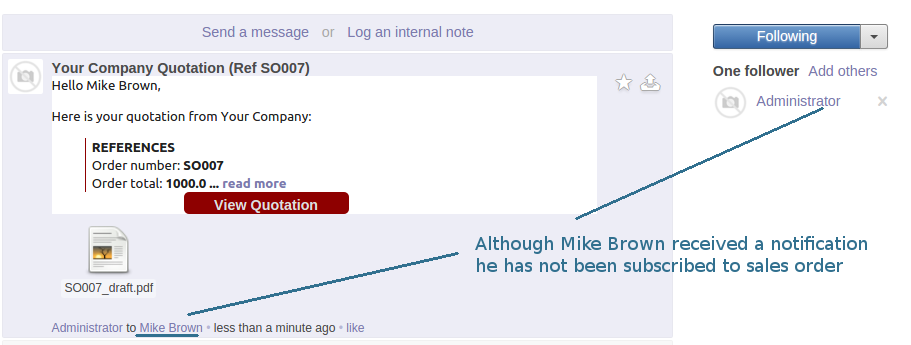 Send a message or Log an internal note
Following
Your Company Quotation (Ref SO007)
Hello Mike Brown,
One follower Add others
Administrator ×
Here is your quotation from Your Company:
REFERENCES
Order number: SO007
Order total: 1000.0 ... read more
View Quotation
Although Mike Brown received a notification
he has not been subscribed to sales order
SO007_draft.pdf
Administrator to Mike Brown • less than a minute ago • like